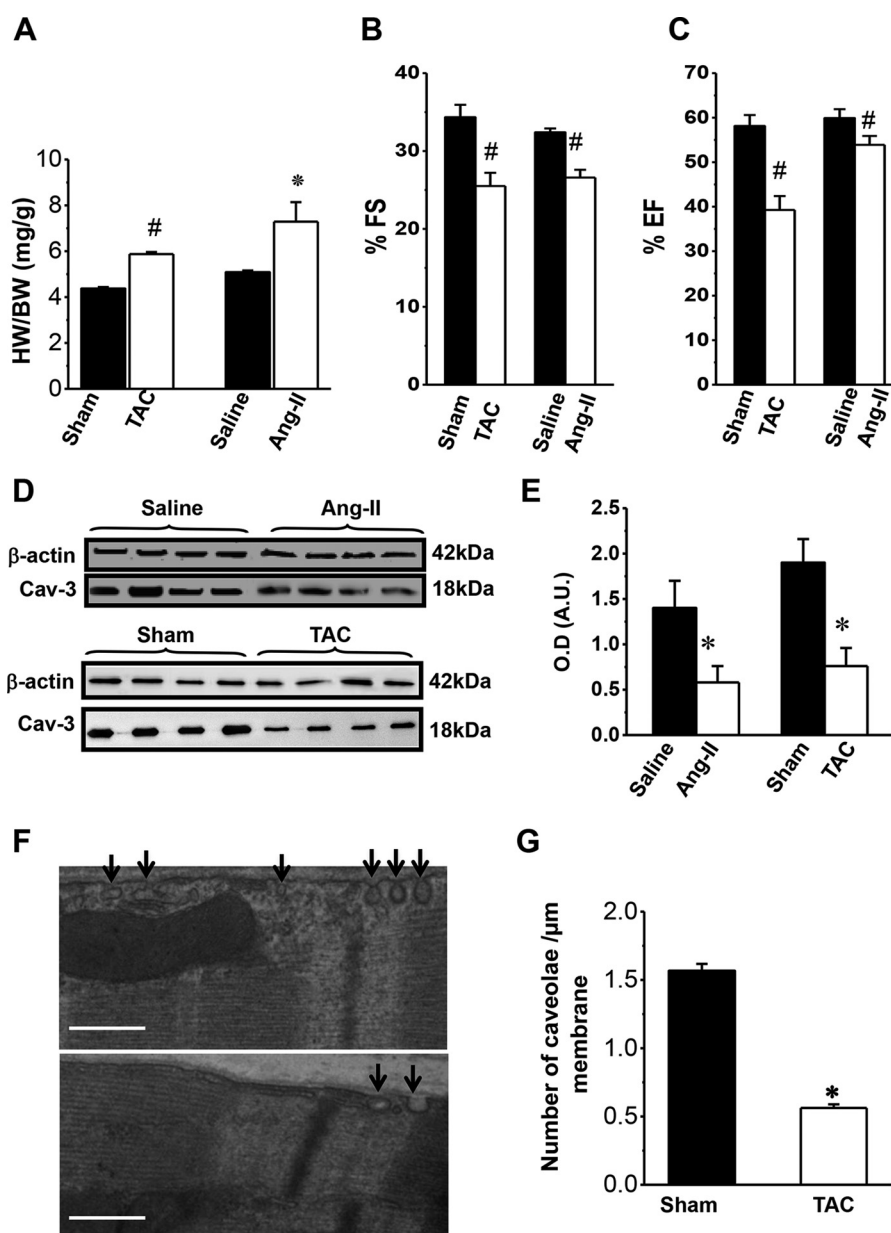 A
HW/BW (mg/g)
10
8
6
4
2
0
#
*
Sham
TAC
Saline
Ang-II
B
% FS
40
30
20
10
0
#
#
Sham
TAC
Saline
Ang-II
C
% EF
70
60
50
40
30
20
10
0
#
#
Sham
TAC
Saline
Ang-II
D
Saline Ang-II
β-actin 42kDa
Cav-3 18kDa
Sham TAC
β-actin 42kDa
Cav-3 18kDa
E
O.D (A.U.)
2.5
2.0
1.5
1.0
0.5
0.0
*
*
Saline
Ang-II
Sham
TAC
F
G
Number of caveolae /μm
membrane
2.0
1.5
1.0
0.5
0.0
*
Sham TAC